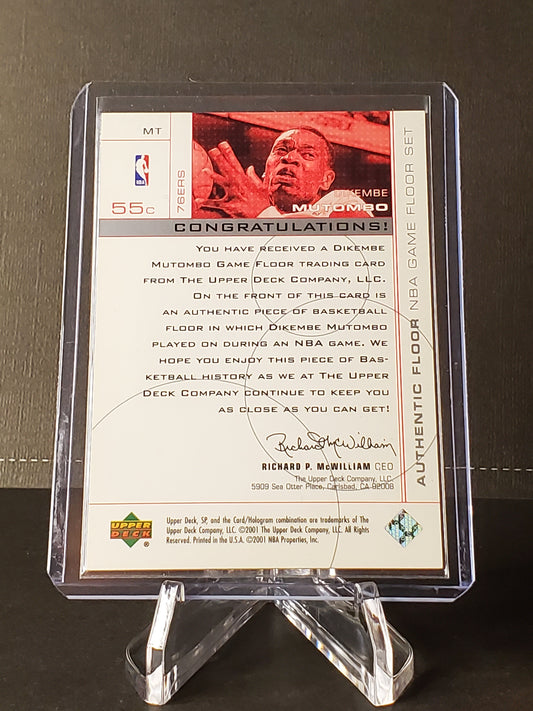 MT
NBA
55c
76ERS
DIKEMBE
MUTOMBO
CONGRATULATIONS!
YOU HAVE RECEIVED A DIKEMBE
MUTOMBO GAME FLOOR TRADING CARD
FROM THE UPPER DECK COMPANY, LLC.
ON THE FRONT OF THIS CARD IS
AN AUTHENTIC PIECE OF BASKETBALL
FLOOR IN WHICH DIKEMBE MUTOMBO
PLAYED ON DURING AN NBA GAME. WE
HOPE YOU ENJOY THIS PIECE OF BAS-
KETBALL HISTORY AS WE AT THE UPPER
DECK COMPANY CONTINUE TO KEEP YOU
AS CLOSE AS YOU CAN GET!
Richard McWilliam
RICHARD P. McWILLIAM CEO
The Upper Deck Company, LLC
5909 Sea Otter Place, Carlsbad, CA 92008
AUTHENTIC FLOOR NBA GAME FLOOR SET
UPPER
DECK
®
Upper Deck, SP, and the Card/Hologram combination are trademarks of The
Upper Deck Company, LLC. ©2001 The Upper Deck Company, LLC. All Rights
Reserved. Printed in the U.S.A. ©2001 NBA Properties, Inc.